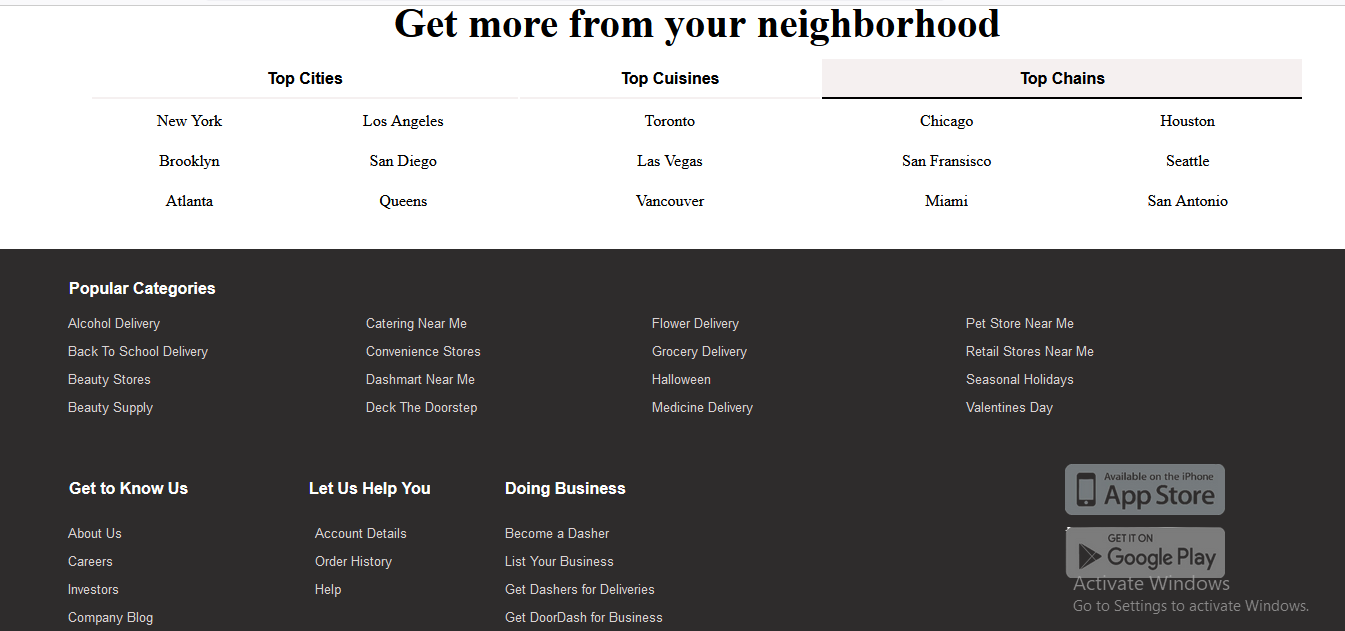 Get more from your neighborhood
Top Cities Top Cuisines Top Chains
New York Los Angeles Toronto Chicago Houston
Brooklyn San Diego Las Vegas San Fransisco Seattle
Atlanta Queens Vancouver Miami San Antonio
Popular Categories
Alcohol Delivery Catering Near Me Flower Delivery Pet Store Near Me
Back To School Delivery Convenience Stores Grocery Delivery Retail Stores Near Me
Beauty Stores Dashmart Near Me Halloween Seasonal Holidays
Beauty Supply Deck The Doorstep Medicine Delivery Valentines Day
Get to Know Us Let Us Help You Doing Business
About Us Account Details Become a Dasher
Careers Order History List Your Business
Investors Help Get Dashers for Deliveries
Company Blog Get DoorDash for Business
Available on the iPhone
App Store
GET IT ON
Google Play
Activate Windows
Go to Settings to activate Windows.